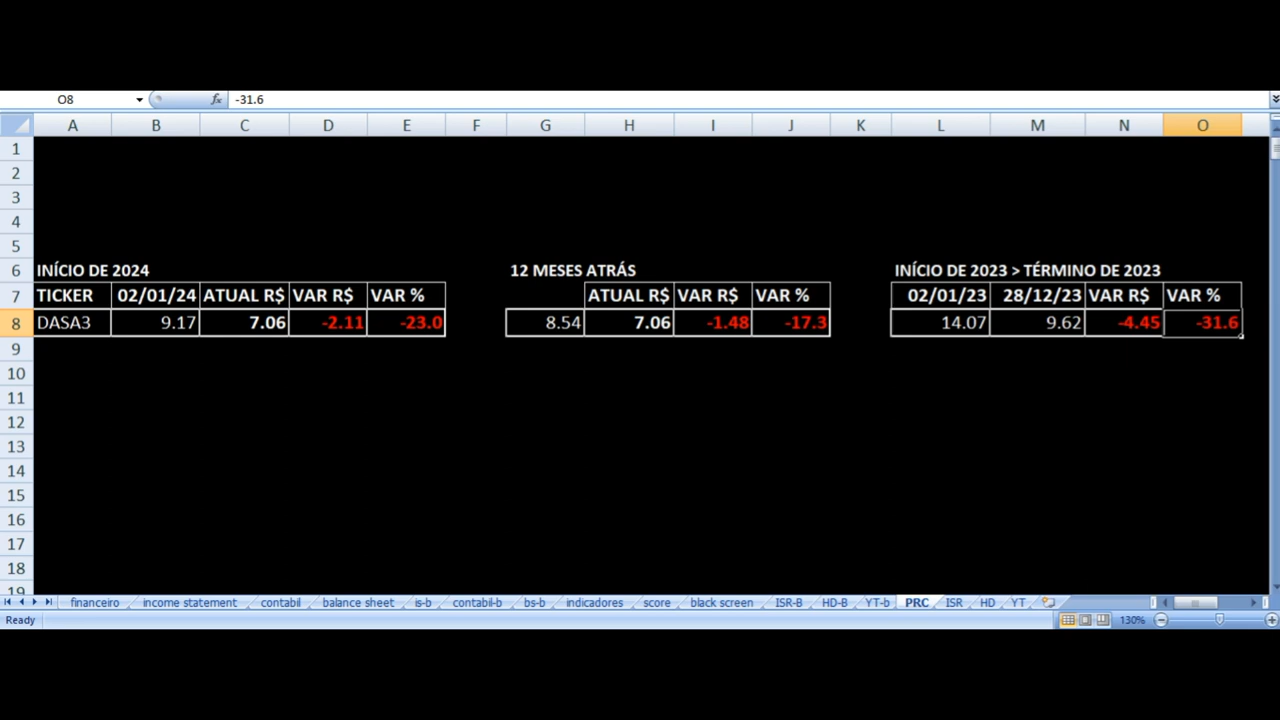 O8 fx -31.6
A B C D E F G H I J K L M N O
1
2
3
4
5
6 INÍCIO DE 2024 12 MESES ATRÁS INÍCIO DE 2023 > TÉRMINO DE 2023
7 TICKER 02/01/24 ATUAL R$ VAR R$ VAR % ATUAL R$ VAR R$ VAR % 02/01/23 28/12/23 VAR R$ VAR %
8 DASA3 9.17 7.06 -2.11 -23.0 8.54 7.06 -1.48 -17.3 14.07 9.62 -4.45 -31.6
9
10
11
12
13
14
15
16
17
18
19
financeiro income statement contabil balance sheet is-b contabil-b bs-b indicadores score black screen ISR-B HD-B YT-b PRC ISR HD YT
Ready 130%